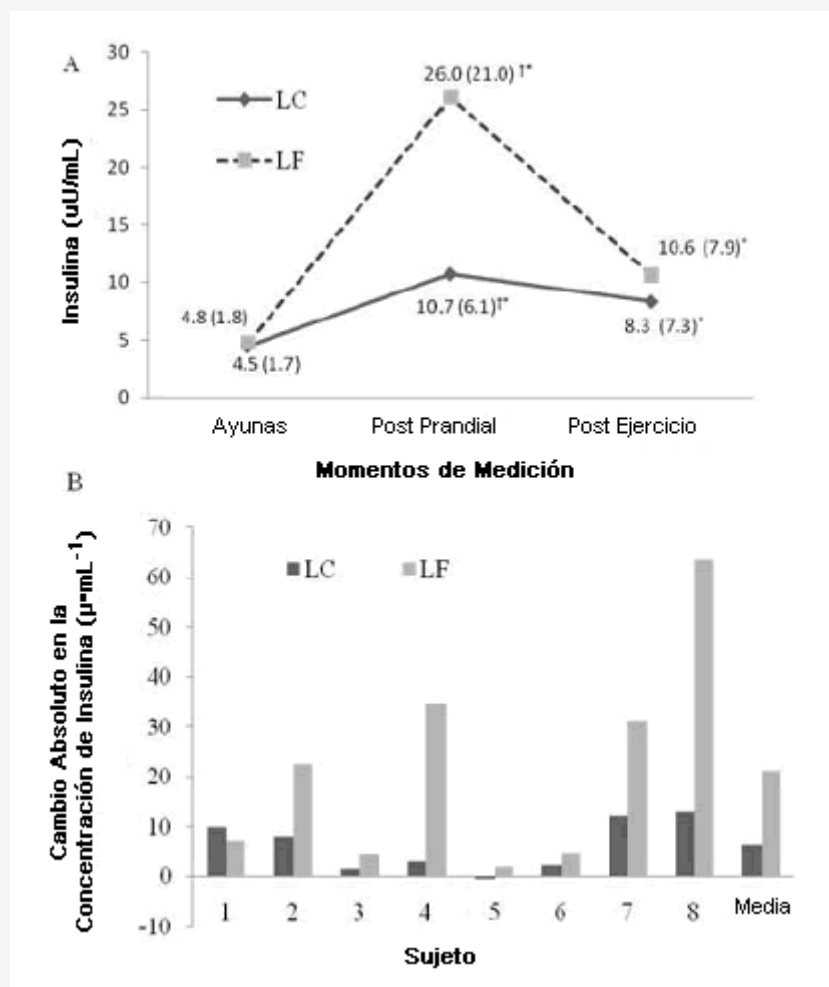 A
30
25
20
15
10
5
0
Insulina (uU/mL)
LC
LF
26.0 (21.0) †*
10.6 (7.9)*
4.8 (1.8)
10.7 (6.1)†*
8.3 (7.3)*
4.5 (1.7)
Ayunas Post Prandial Post Ejercicio
Momentos de Medición
B
70
60
50
40
30
20
10
0
-10
Cambio Absoluto en la
Concentración de Insulina (µ•mL⁻¹)
LC LF
1 2 3 4 5 6 7 8 Media
Sujeto